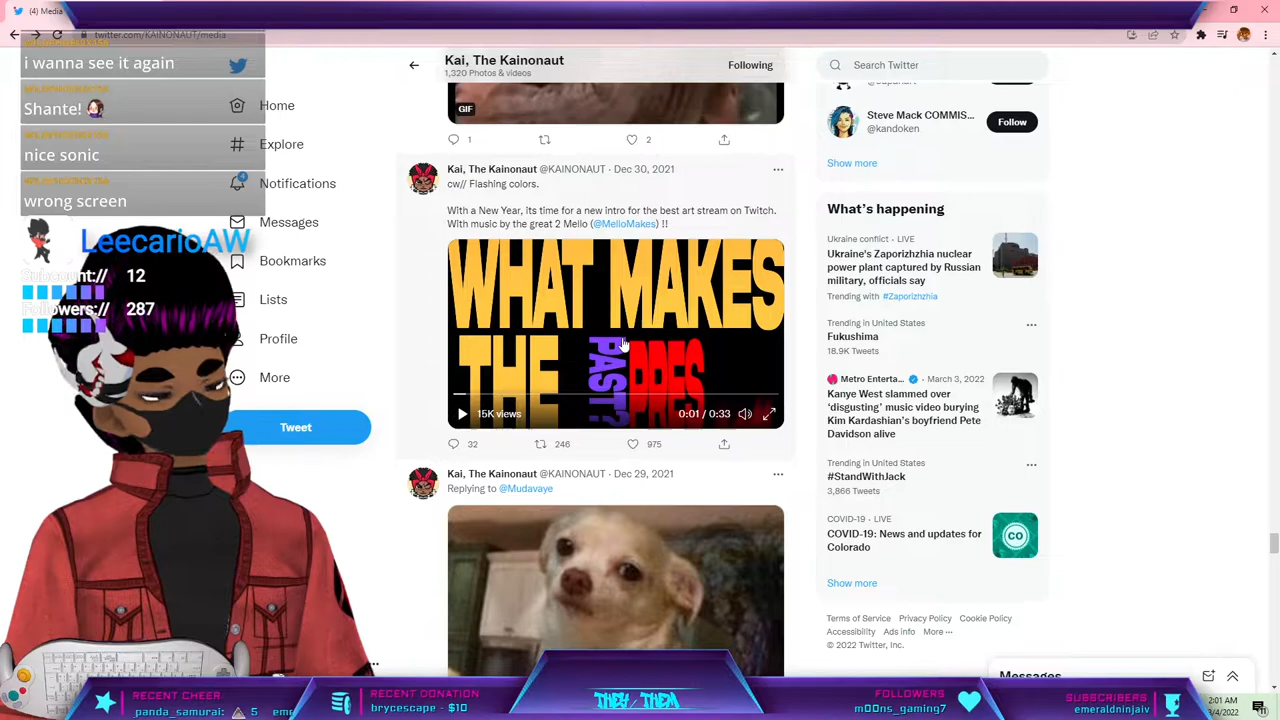 (4) Media
twitter.com/KAINONAUT/media
i wanna see it again
Shante!
nice sonic
wrong screen
LeecarioAW
Subcount// 12
Followers:// 287
Home
Explore
4
Notifications
Messages
Bookmarks
Lists
Profile
More
Tweet
Kai, The Kainonaut
1,320 Photos & videos
Following
GIF
1
2
Kai, The Kainonaut @KAINONAUT · Dec 30, 2021
cw// Flashing colors.
With a New Year, its time for a new intro for the best art stream on Twitch.
With music by the great 2 Mello (@MelloMakes) !!
WHAT MAKES
THE PAST? PRES
15K views
0:01 / 0:33
32
246
975
Kai, The Kainonaut @KAINONAUT · Dec 29, 2021
Replying to @Mudavaye
Search Twitter
Steve Mack COMMIS...
@kandoken
Follow
Show more
What's happening
Ukraine conflict · LIVE
Ukraine's Zaporizhzhia nuclear
power plant captured by Russian
military, officials say
Trending with #Zaporiznzhia
Trending in United States
Fukushima
18.9K Tweets
Metro Enterta... · March 3, 2022
Kanye West slammed over
'disgusting' music video burying
Kim Kardashian's boyfriend Pete
Davidson alive
Trending in United States
#StandWithJack
3,866 Tweets
COVID-19 · LIVE
COVID-19: News and updates for
Colorado
CO
Show more
Terms of Service Privacy Policy Cookie Policy
Accessibility Ads info More ···
© 2022 Twitter, Inc.
Messages
RECENT CHEER
panda_samurai: 5
RECENT DONATION
brycescape - $10
THEY/THEM
FOLLOWERS
m00ns_gaming7
SUBSCRIBERS
emeraldninjaiv
2:01 AM
3/4/2022